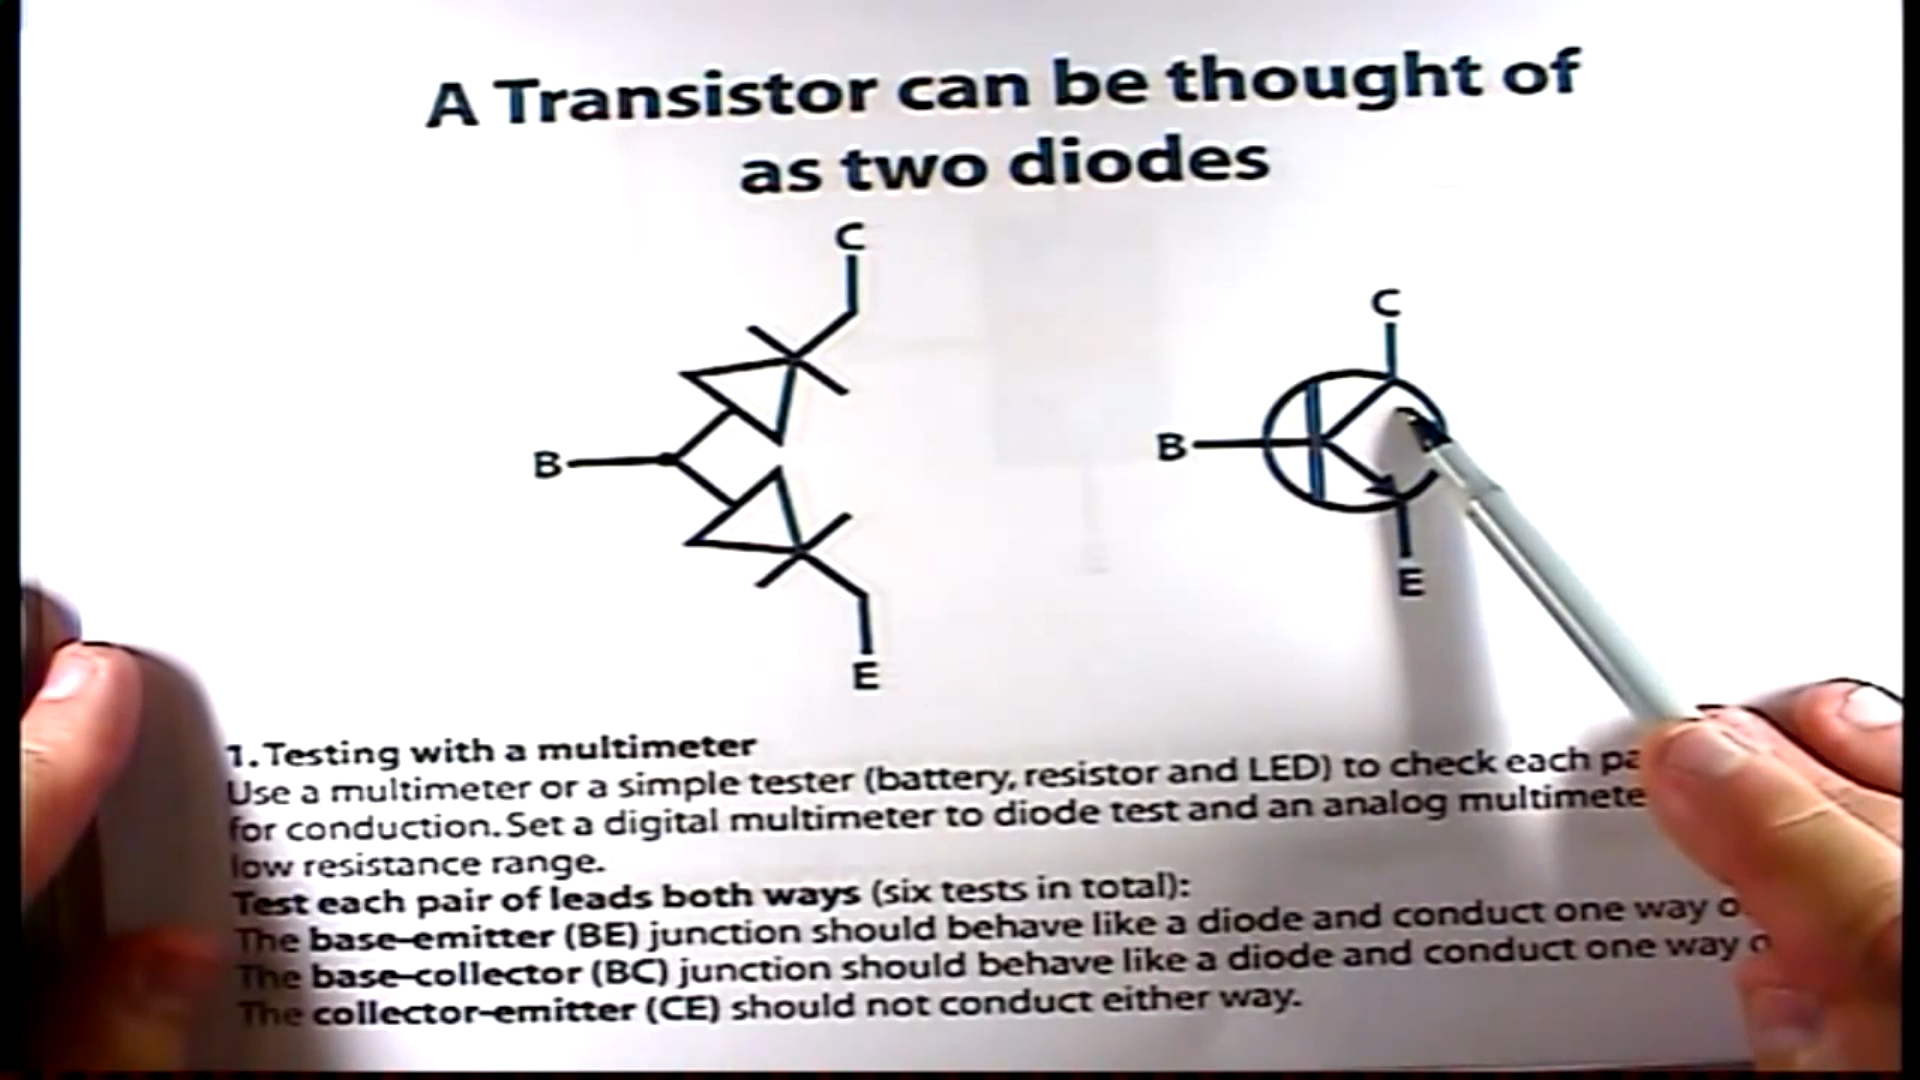 A Transistor can be thought of
as two diodes
C
C
B
B
E
E
1. Testing with a multimeter
Use a multimeter or a simple tester (battery, resistor and LED) to check each
for conduction. Set a digital multimeter to diode test and an analog
low resistance range.
Test each pair of leads both ways (six tests in total):
The base-emitter (BE) junction should behave like a diode and conduct one way
The base-collector (BC) junction should behave like a diode and conduct one way
The collector-emitter (CE) should not conduct either way.